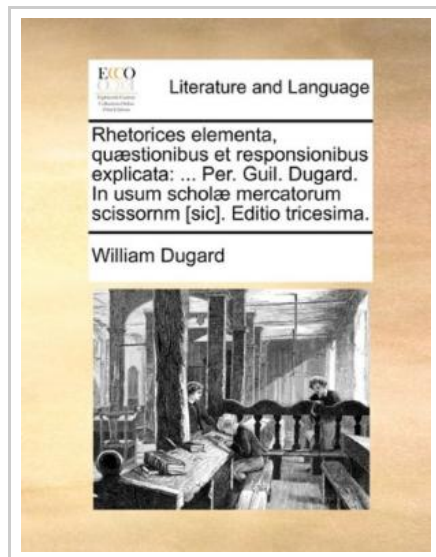 ECCO
Literature and Language
Rhetorices elementa,
quæstionibus et responsionibus
explicata: ... Per. Guil. Dugard.
In usum scholæ mercatorum
scissornm [sic]. Editio tricesima.
William Dugard